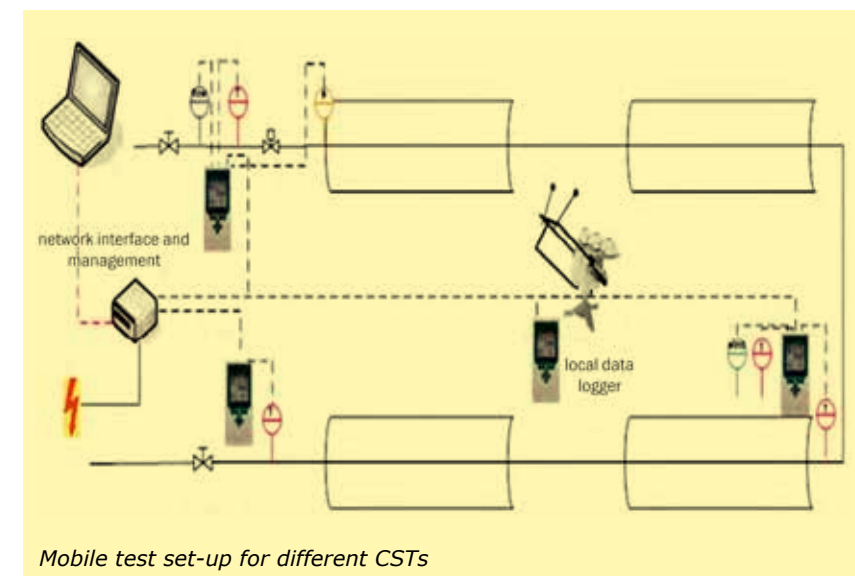 network interface and
management
local data
logger
Mobile test set-up for different CSTs